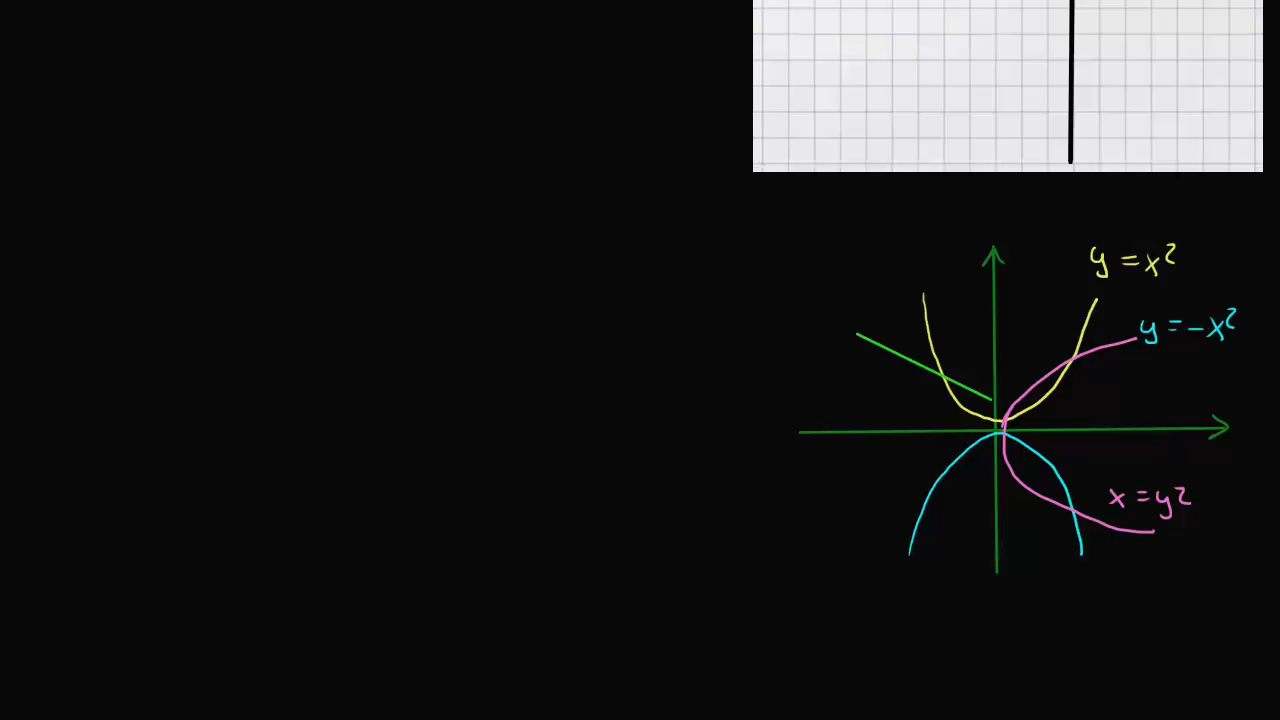 y = x²
y = -x²
x = y²